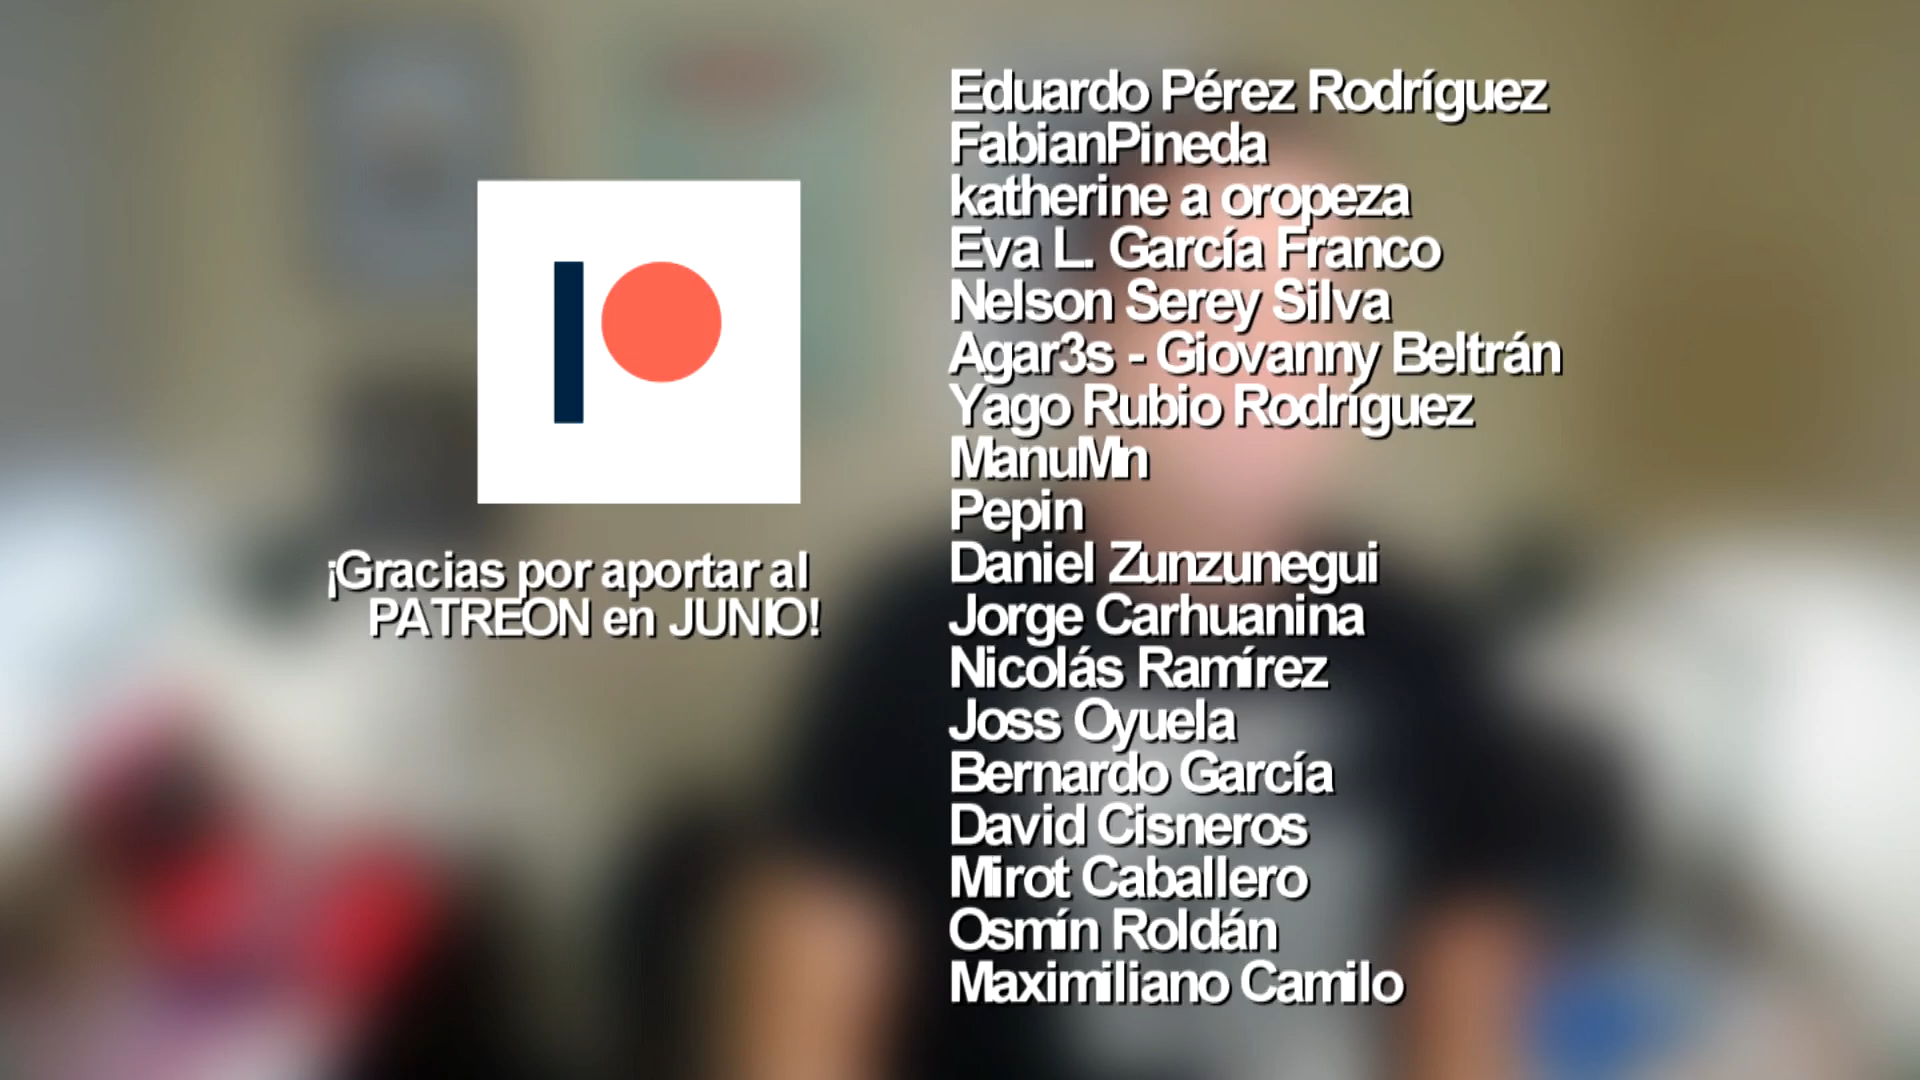 ¡Gracias por aportar al
PATREON en JUNIO!
Eduardo Pérez Rodríguez
FabianPineda
katherine a oropeza
Eva L. García Franco
Nelson Serey Silva
Agar3s - Giovanny Beltrán
Yago Rubio Rodríguez
ManuMn
Pepin
Daniel Zunzunegui
Jorge Carhuanina
Nicolás Ramírez
Joss Oyuela
Bernardo García
David Cisneros
Mirot Caballero
Osmín Roldán
Maximiliano Camilo